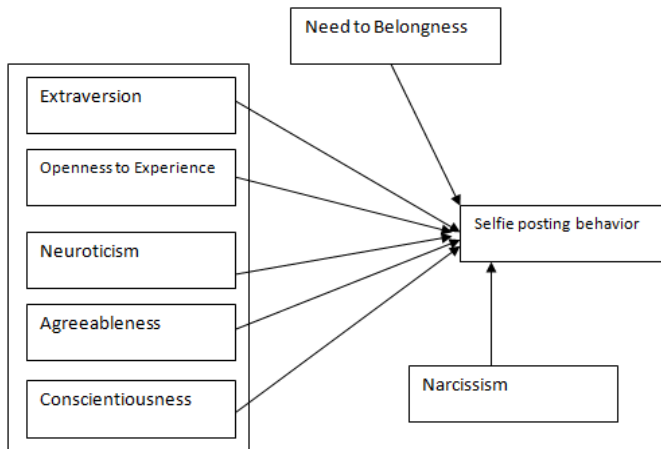 Need to Belongness
Extraversion
Openness to Experience
Neuroticism
Agreeableness
Conscientiousness
Selfie posting behavior
Narcissism